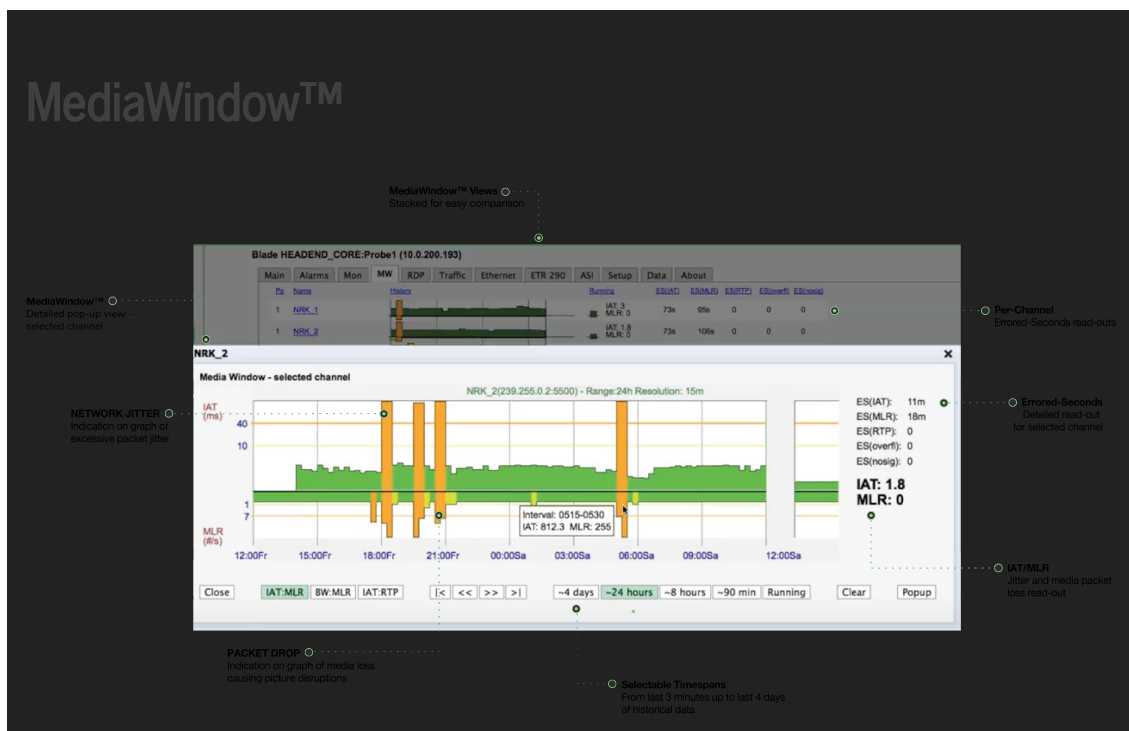 MediaWindow™
MediaWindow™ Views
Stacked for easy comparison
Blade HEADEND_CORE:Probe1 (10.0.200.193)
Main Alarms Mon MW RDP Traffic Ethernet ETR 290 ASI Setup Data About
Pg Name History Running ES(IAT) ES(MLR) ES(RTP) ES(overfl) ES(nosig)
1 NRK_1 IAT: 3 MLR: 0 73s 95s 0 0 0
1 NRK_2 IAT: 1.8 MLR: 0 73s 106s 0 0 0
MediaWindow™
Detailed pop-up view -
selected channel
Per-Channel
Errored-Seconds read-outs
NRK_2
Media Window - selected channel
NRK_2(239.255.0.2:5500) - Range:24h Resolution: 15m
IAT
(ms)
40
10
1
7
MLR
(#/s)
12:00Fr 15:00Fr 18:00Fr 21:00Fr 00:00Sa 03:00Sa 06:00Sa 09:00Sa 12:00Sa
Interval: 0515-0530
IAT: 812.3 MLR: 255
ES(IAT): 11m
ES(MLR): 18m
ES(RTP): 0
ES(overfl): 0
ES(nosig): 0
IAT: 1.8
MLR: 0
NETWORK JITTER
Indication on graph of
excessive packet jitter
Errored-Seconds
Detailed read-out
for selected channel
IAT/MLR
Jitter and media packet
loss read-out
Close IAT:MLR BW:MLR IAT:RTP |< << >> >| ~4 days ~24 hours ~8 hours ~90 min Running Clear Popup
PACKET DROP
Indication on graph of media loss
causing picture disruptions
Selectable Timespans
From last 3 minutes up to last 4 days
of historical data